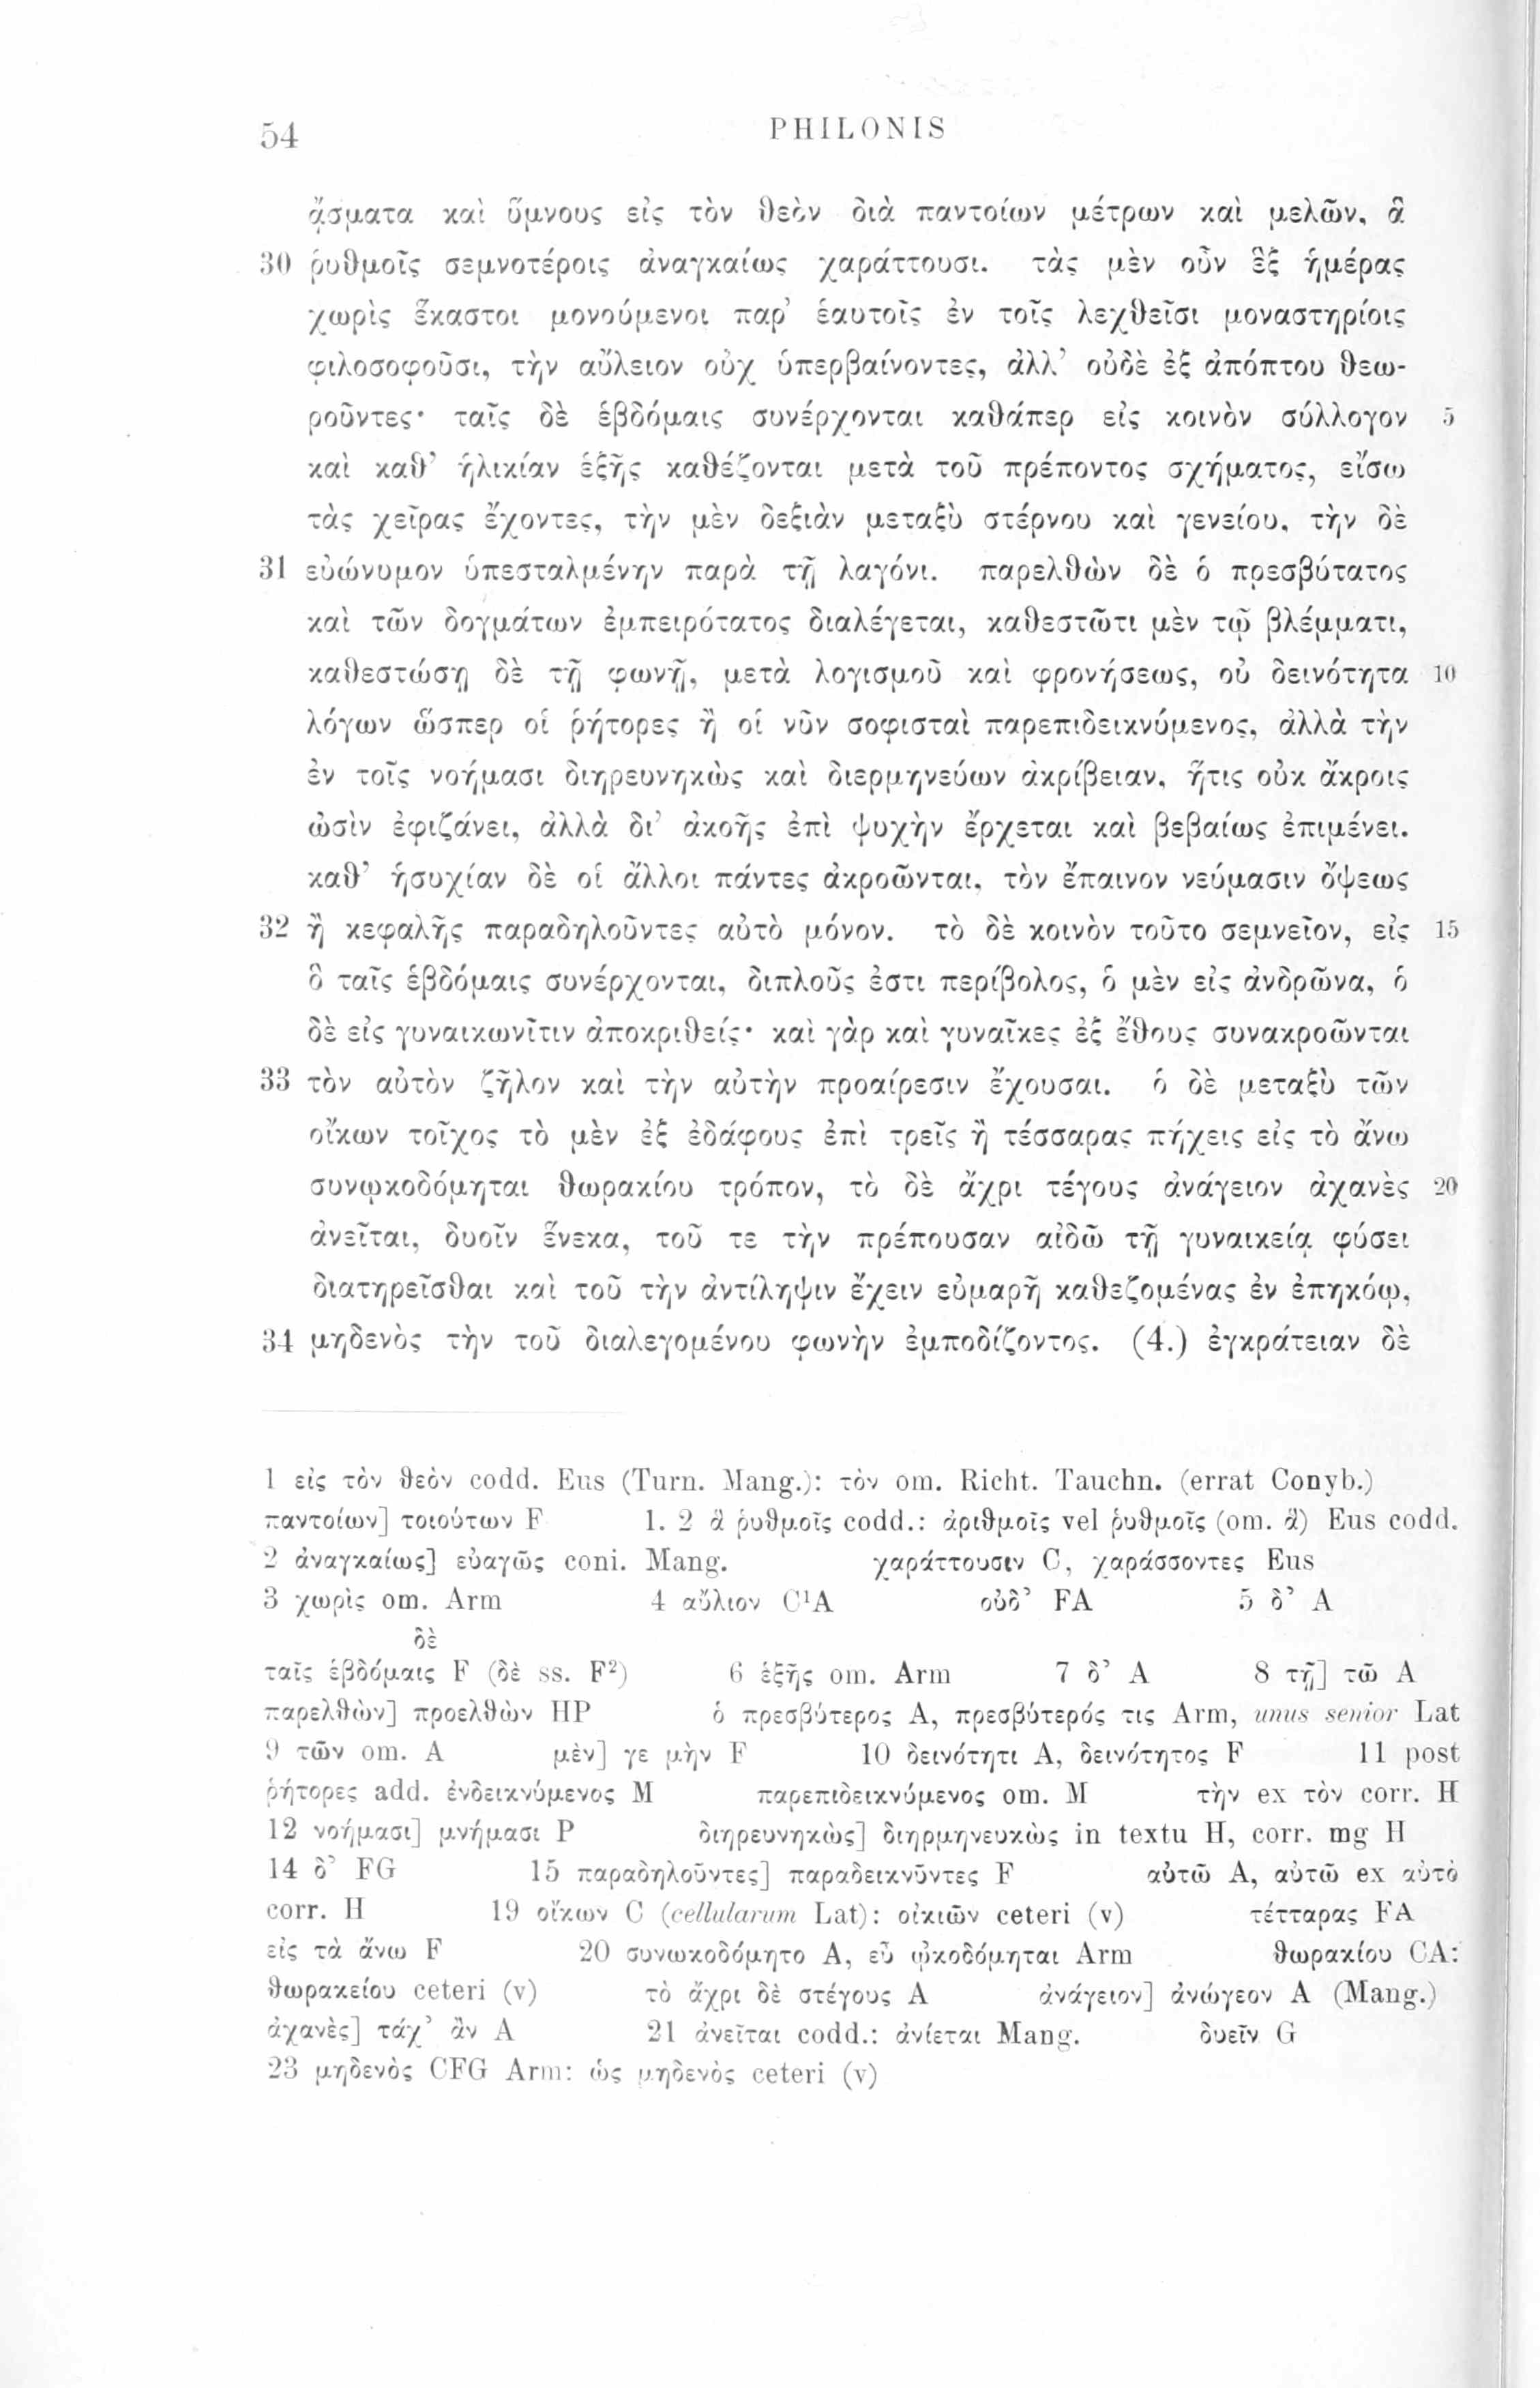 54 PHILONIS
ᾄσματα καὶ ὕμνους εἰς τὸν θεὸν διὰ παντοίων μέτρων καὶ μελῶν, ἃ
30 ῥυθμοῖς σεμνοτέροις ἀναγκαίως χαράττουσι. τὰς μὲν οὖν ἓξ ἡμέρας
χωρὶς ἕκαστοι μονούμενοι παρ’ ἑαυτοῖς ἐν τοῖς λεχθεῖσι μοναστηρίοις
φιλοσοφοῦσι, τὴν αὔλειον οὐχ ὑπερβαίνοντες, ἀλλ’ οὐδὲ ἐξ ἀπόπτου θεω-
ροῦντες· ταῖς δὲ ἑβδόμαις συνέρχονται καθάπερ εἰς κοινὸν σύλλογον 5
καὶ καθ’ ἡλικίαν ἑξῆς καθέζονται μετὰ τοῦ πρέποντος σχήματος, εἴσω
τὰς χεῖρας ἔχοντες, τὴν μὲν δεξιὰν μεταξὺ στέρνου καὶ γενείου, τὴν δὲ
31 εὐώνυμον ὑπεσταλμένην παρὰ τῇ λαγόνι. παρελθὼν δὲ ὁ πρεσβύτατος
καὶ τῶν δογμάτων ἐμπειρότατος διαλέγεται, καθεστῶτι μὲν τῷ βλέμματι,
καθεστώσῃ δὲ τῇ φωνῇ, μετὰ λογισμοῦ καὶ φρονήσεως, οὐ δεινότητα 10
λόγων ὥσπερ οἱ ῥήτορες ἢ οἱ νῦν σοφισταὶ παρεπιδεικνύμενος, ἀλλὰ τὴν
ἐν τοῖς νοήμασι διηρευνηκὼς καὶ διερμηνεύων ἀκρίβειαν, ἥτις οὐκ ἄκροις
ὠσὶν ἐφιζάνει, ἀλλὰ δι’ ἀκοῆς ἐπὶ ψυχὴν ἔρχεται καὶ βεβαίως ἐπιμένει.
καθ’ ἡσυχίαν δὲ οἱ ἄλλοι πάντες ἀκροῶνται, τὸν ἔπαινον νεύμασιν ὄψεως
32 ἢ κεφαλῆς παραδηλοῦντες αὐτὸ μόνον. τὸ δὲ κοινὸν τοῦτο σεμνεῖον, εἰς 15
ὃ ταῖς ἑβδόμαις συνέρχονται, διπλοῦς ἐστι περίβολος, ὁ μὲν εἰς ἀνδρῶνα, ὁ
δὲ εἰς γυναικωνῖτιν ἀποκριθείς· καὶ γὰρ καὶ γυναῖκες ἐξ ἔθους συνακροῶνται
33 τὸν αὐτὸν ζῆλον καὶ τὴν αὐτὴν προαίρεσιν ἔχουσαι. ὁ δὲ μεταξὺ τῶν
οἴκων τοῖχος τὸ μὲν ἐξ ἐδάφους ἐπὶ τρεῖς ἢ τέσσαρας πήχεις εἰς τὸ ἄνω
συνῳκοδόμηται θωρακίου τρόπον, τὸ δὲ ἄχρι τέγους ἀνάγειον ἀχανὲς 20
ἀνεῖται, δυοῖν ἕνεκα, τοῦ τε τὴν πρέπουσαν αἰδῶ τῇ γυναικείᾳ φύσει
διατηρεῖσθαι καὶ τοῦ τὴν ἀντίληψιν ἔχειν εὐμαρῆ καθεζομένας ἐν ἐπηκόῳ,
34 μηδενὸς τὴν τοῦ διαλεγομένου φωνὴν ἐμποδίζοντος. (4.) ἐγκράτειαν δὲ
1 εἰς τὸν θεὸν codd. Eus (Turn. Mang.): τὸν om. Richt. Tauchn. (errat Conyb.)
παντοίων] τοιούτων F 1. 2 ἃ ῥυθμοῖς codd.: ἀριθμοῖς vel ῥυθμοῖς (om. ἃ) Eus codd.
2 ἀναγκαίως] εὐαγῶς coni. Mang. χαράττουσιν C, χαράσσοντες Eus
3 χωρὶς om. Arm 4 αὔλιον C¹A οὐδ’ FA 5 δ’ A
δὲ
ταῖς ἑβδόμαις F (δὲ ss. F²) 6 ἑξῆς om. Arm 7 δ’ A 8 τῇ] τῶ A
παρελθὼν] προελθὼν HP ὁ πρεσβύτερος A, πρεσβύτερός τις Arm, unus senior Lat
9 τῶν om. A μὲν] γε μὴν F 10 δεινότητι A, δεινότητος F 11 post
ῥήτορες add. ἐνδεικνύμενος M παρεπιδεικνύμενος om. M τὴν ex τὸν corr. H
12 νοήμασι] μνήμασι P διηρευνηκὼς] διηρμηνευκὼς in textu H, corr. mg H
14 δ’ FG 15 παραδηλοῦντες] παραδεικνῦντες F αὐτῶ A, αὐτῶ ex αὐτὸ
corr. H 19 οἴκων C (cellularum Lat): οἰκιῶν ceteri (v) τέτταρας FA
εἰς τὰ ἄνω F 20 συνωκοδόμητο A, εὖ ᾠκοδόμηται Arm θωρακίου CA:
θωρακείου ceteri (v) τὸ ἄχρι δὲ στέγους A ἀνάγειον] ἀνώγεον A (Mang.)
ἀχανὲς] τάχ’ ἂν A 21 ἀνεῖται codd.: ἀνίεται Mang. δυεῖν G
23 μηδενὸς CFG Arm: ὡς μηδενὸς ceteri (v)